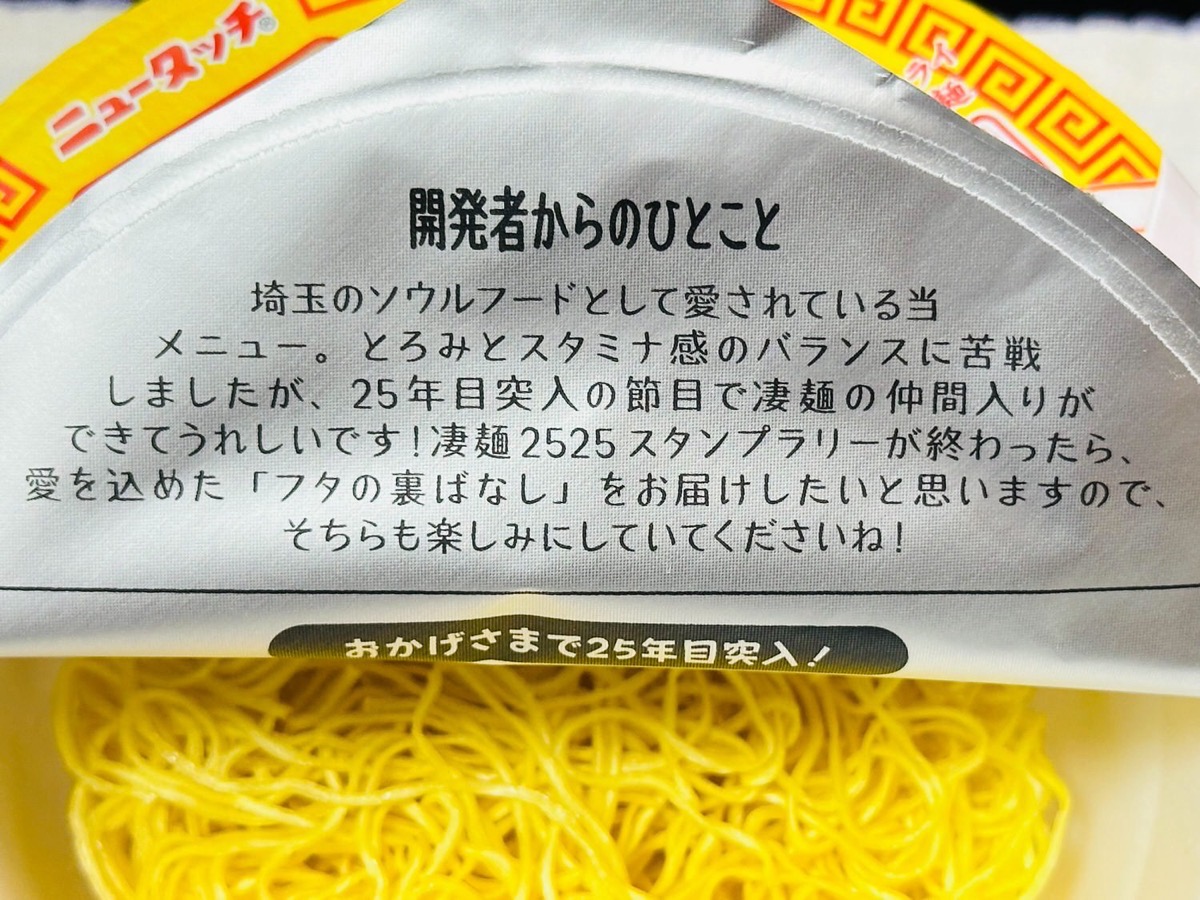 ニュータッチ®
開発者からのひとこと
埼玉のソウルフードとして愛されている当
メニュー。とろみとスタミナ感のバランスに苦戦
しましたが、25年目突入の節目で凄麺の仲間入りが
できてうれしいです！凄麺2525スタンプラリーが終わったら、
愛を込めた「フタの裏ばなし」をお届けしたいと思いますので、
そちらも楽しみにしていてくださいね！
おかげさまで25年目突入！